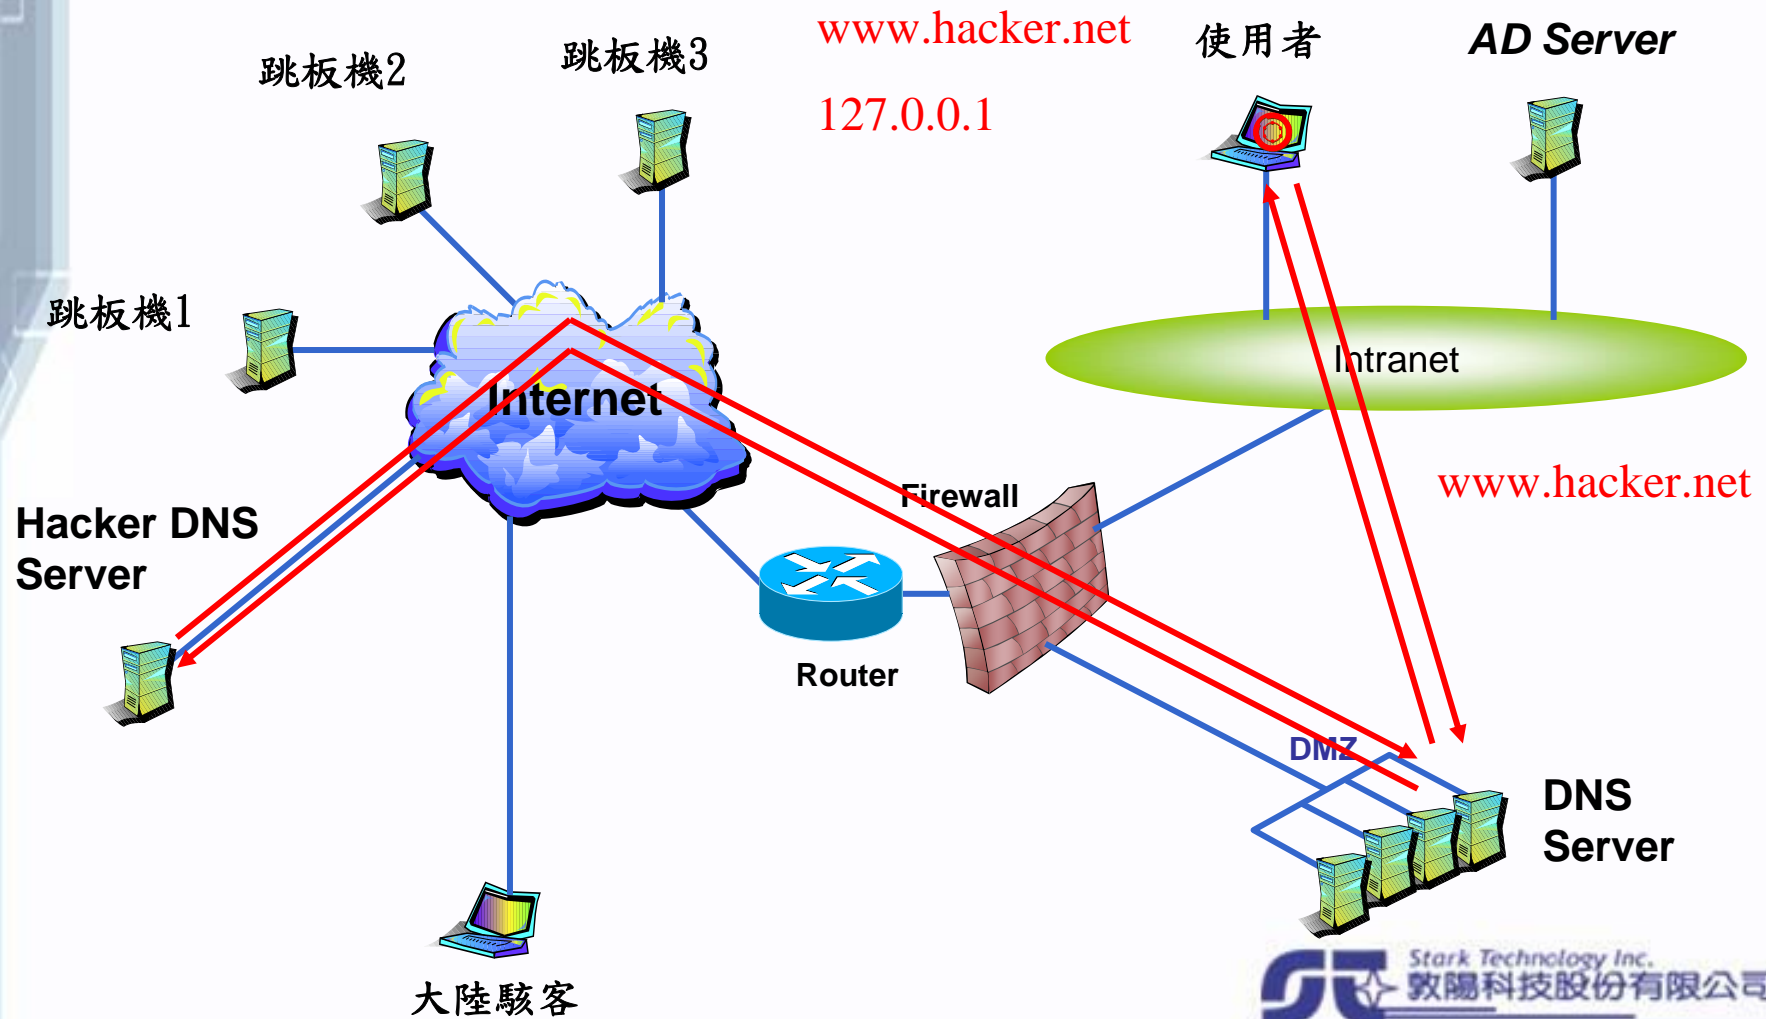 www.hacker.net
127.0.0.1
使用者
AD Server
跳板機2
跳板機3
跳板機1
Internet
Intranet
www.hacker.net
Firewall
Hacker DNS
Server
Router
DMZ
DNS
Server
大陸駭客
Stark Technology Inc.
敦陽科技股份有限公司